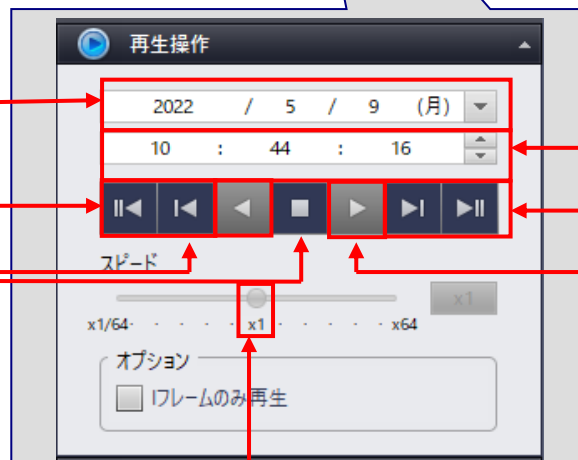 再生操作
2022 / 5 / 9 (月)
10 : 44 : 16
スピード
x1
x1/64 · · · · x1 · · · · · x64
オプション
Iフレームのみ再生